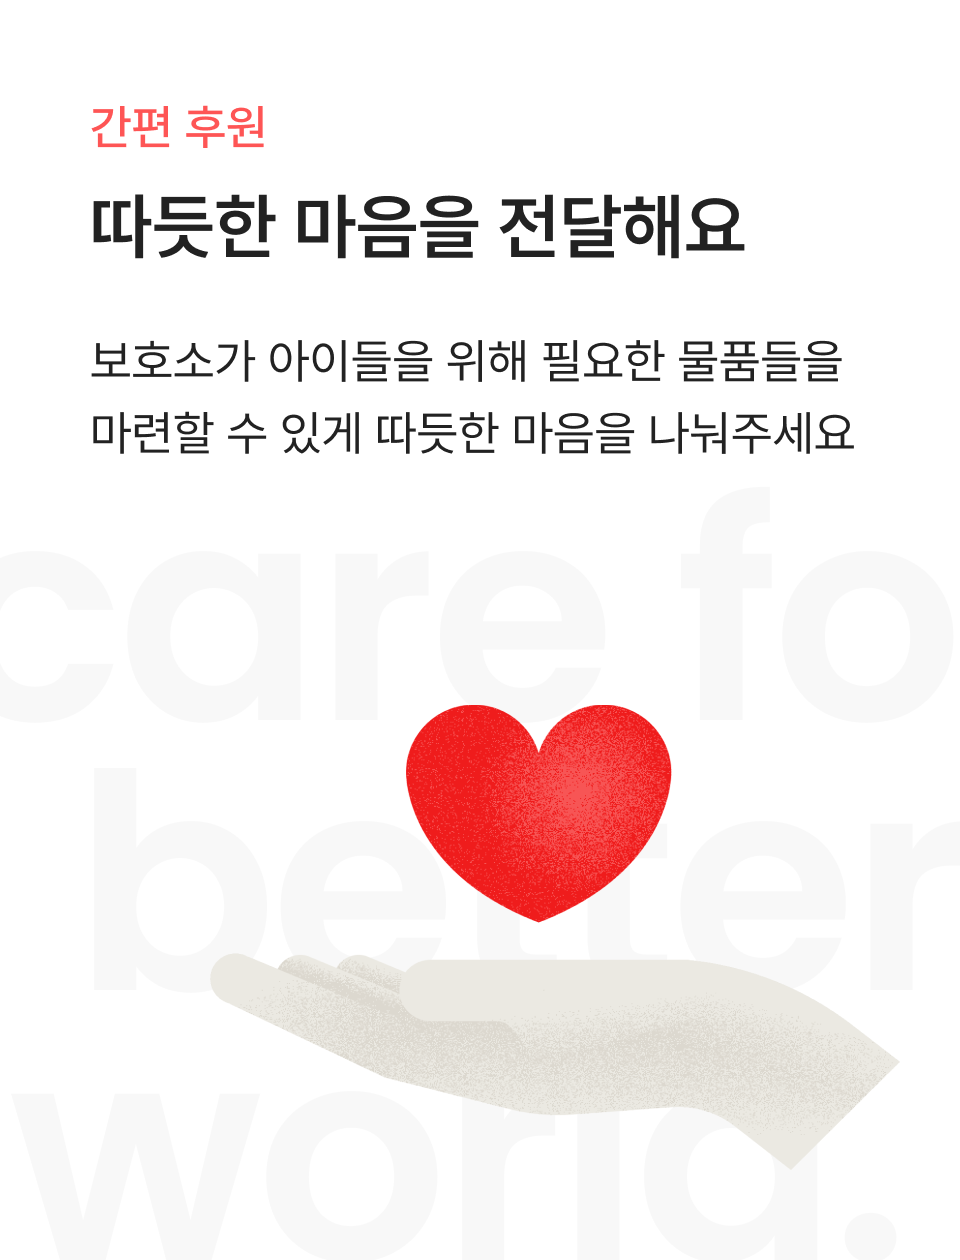 간편 후원
따듯한 마음을 전달해요
보호소가 아이들을 위해 필요한 물품들을
마련할 수 있게 따듯한 마음을 나눠주세요
care fo
better
world.